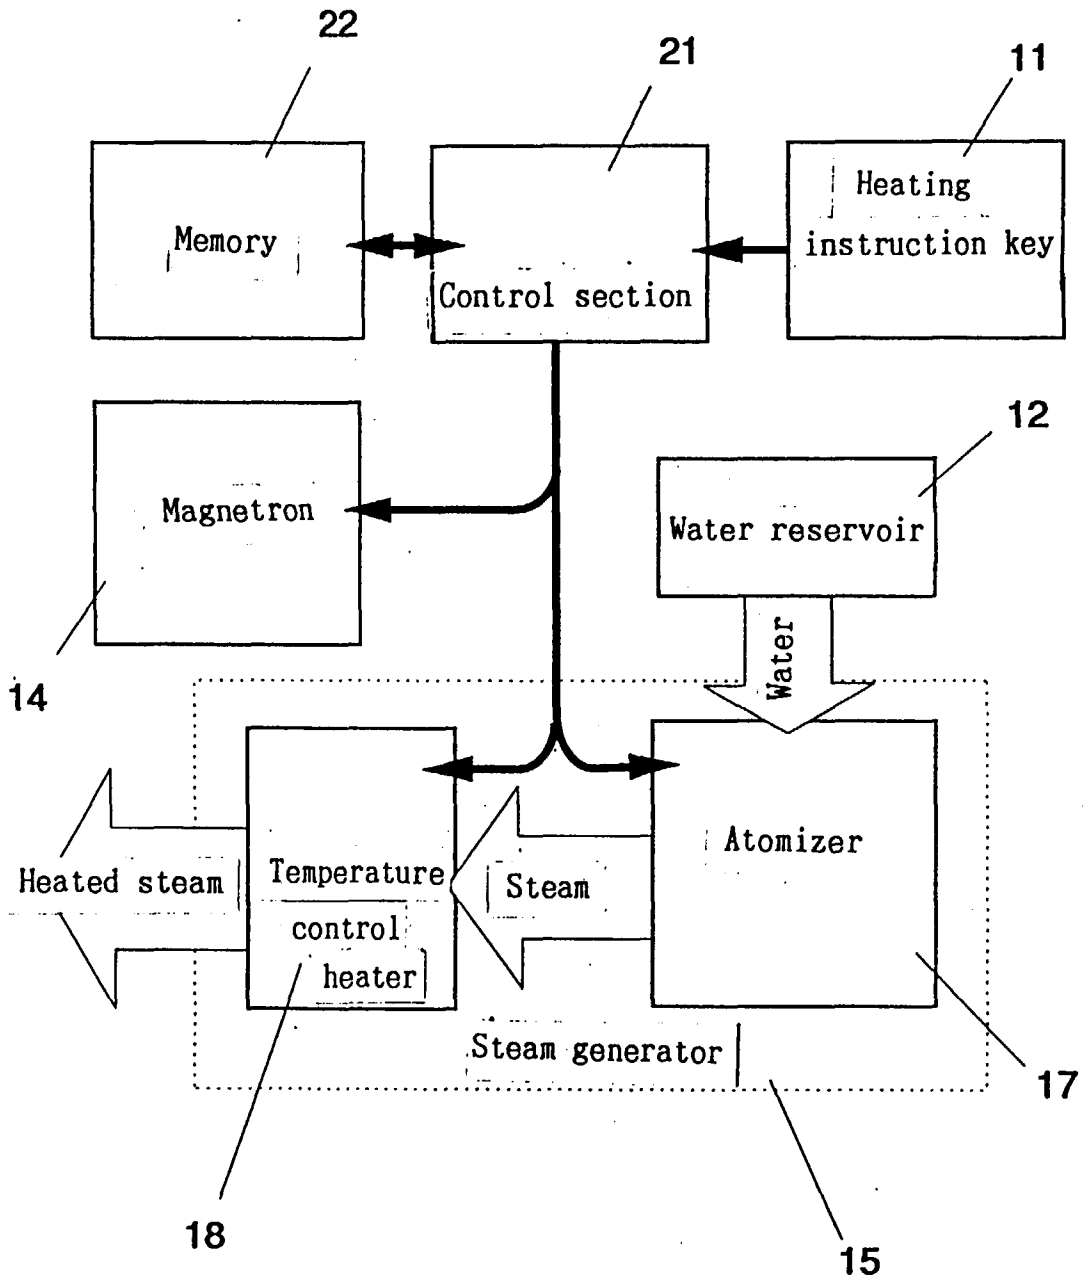 22
21
11
Memory
Control section
Heating
instruction key
12
Magnetron
Water reservoir
14
Water
Atomizer
Steam
Temperature
control
heater
Heated steam
Steam generator
17
18
15